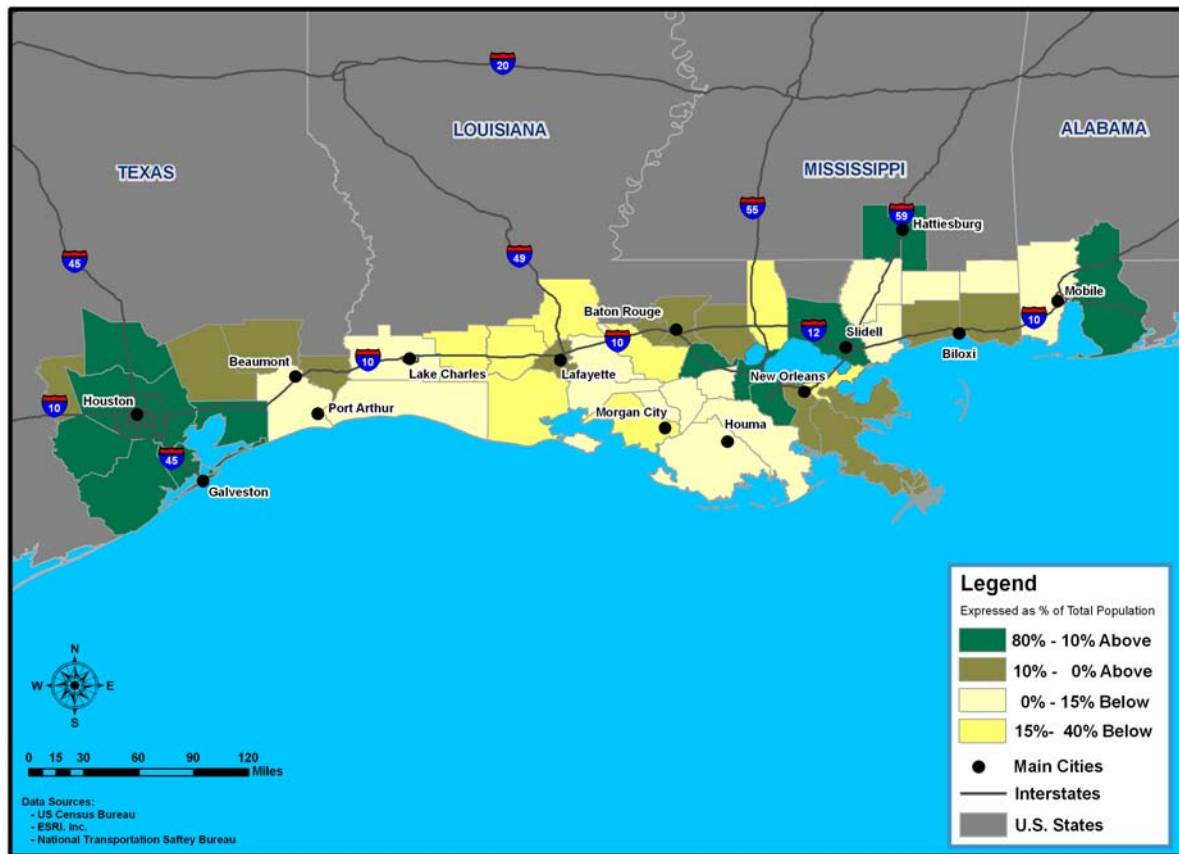 20
LOUISIANA
ALABAMA
TEXAS
MISSISSIPPI
55
59
Hattiesburg
45
49
Mobile
Baton Rouge
10
12
Slidell
10
Beaumont
10
Lake Charles
Lafayette
New Orleans
Biloxi
10
Houston
Port Arthur
Morgan City
Houma
45
Galveston
Legend
Expressed as % of Total Population
80% - 10% Above
10% - 0% Above
0% - 15% Below
15%- 40% Below
Main Cities
Interstates
U.S. States
N
W E
S
0 15 30 60 90 120
Miles
Data Sources:
- US Census Bureau
- ESRI. Inc.
- National Transportation Saftey Bureau